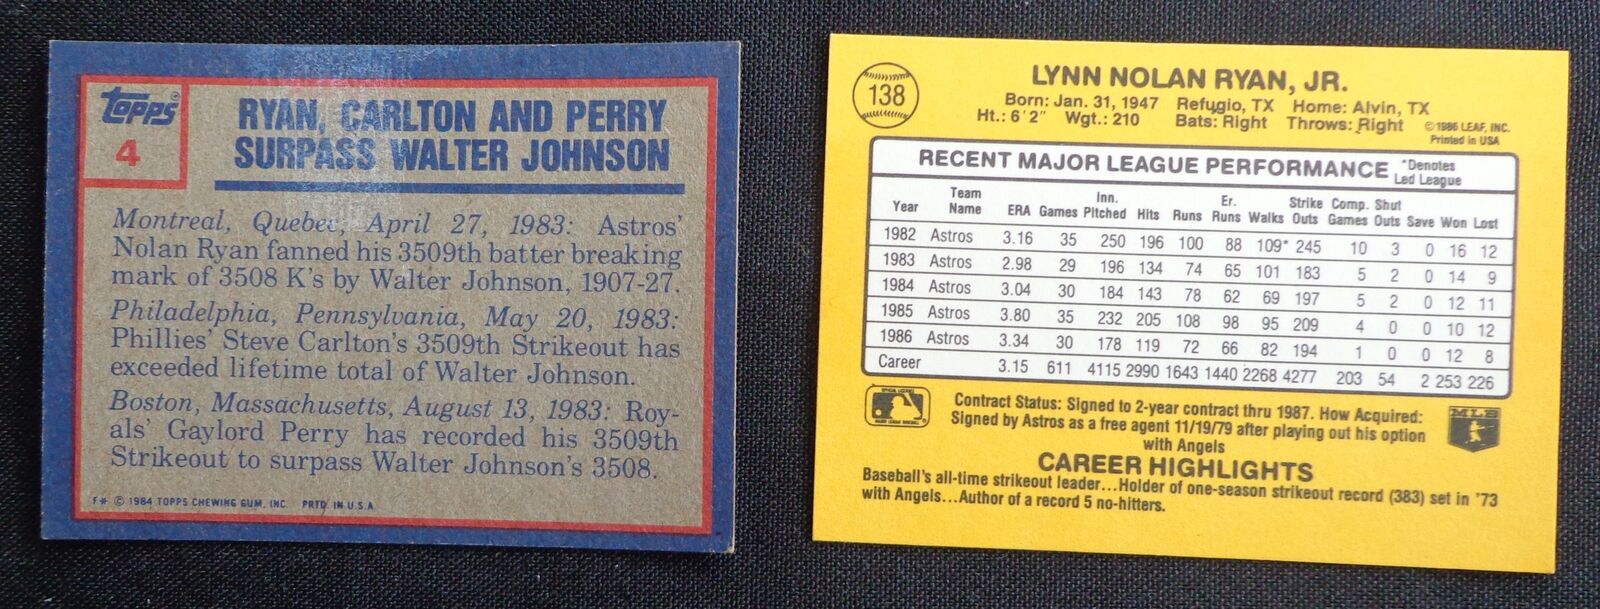 topps
4
RYAN, CARLTON AND PERRY
SURPASS WALTER JOHNSON
Montreal, Quebec, April 27, 1983: Astros'
Nolan Ryan fanned his 3509th batter breaking
mark of 3508 K's by Walter Johnson, 1907-27.
Philadelphia, Pennsylvania, May 20, 1983:
Phillies' Steve Carlton's 3509th Strikeout has
exceeded lifetime total of Walter Johnson.
Boston, Massachusetts, August 13, 1983: Roy-
als' Gaylord Perry has recorded his 3509th
Strikeout to surpass Walter Johnson's 3508.
F* © 1984 TOPPS CHEWING GUM, INC. PRTD. IN U.S.A.
138
LYNN NOLAN RYAN, JR.
Born: Jan. 31, 1947 Refugio, TX Home: Alvin, TX
Ht.: 6'2" Wgt.: 210 Bats: Right Throws: Right
© 1986 LEAF, INC.
Printed in USA
RECENT MAJOR LEAGUE PERFORMANCE
*Denotes
Led League
Year Team Name ERA Games Inn. Pitched Hits Runs Er. Runs Walks Strike Outs Comp. Games Shut Outs Save Won Lost
1982 Astros 3.16 35 250 196 100 88 109* 245 10 3 0 16 12
1983 Astros 2.98 29 196 134 74 65 101 183 5 2 0 14 9
1984 Astros 3.04 30 184 143 78 62 69 197 5 2 0 12 11
1985 Astros 3.80 35 232 205 108 98 95 209 4 0 0 10 12
1986 Astros 3.34 30 178 119 72 66 82 194 1 0 0 12 8
Career 3.15 611 4115 2990 1643 1440 2268 4277 203 54 2 253 226
Contract Status: Signed to 2-year contract thru 1987. How Acquired:
Signed by Astros as a free agent 11/19/79 after playing out his option
with Angels
MLB
CAREER HIGHLIGHTS
Baseball's all-time strikeout leader...Holder of one-season strikeout record (383) set in '73
with Angels...Author of a record 5 no-hitters.